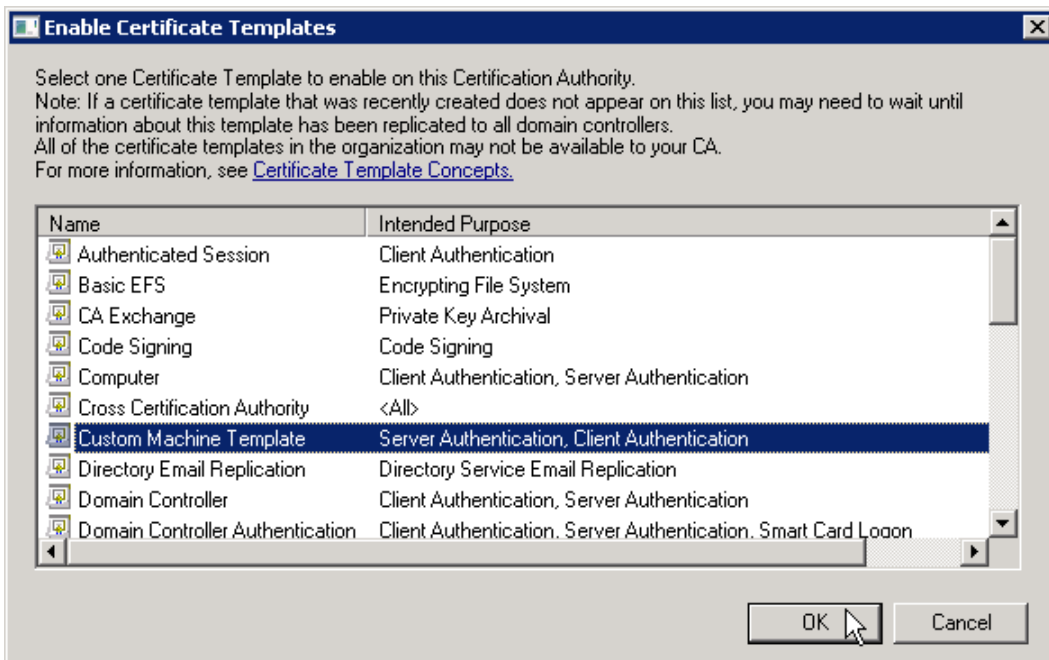 Enable Certificate Templates
Select one Certificate Template to enable on this Certification Authority.
Note: If a certificate template that was recently created does not appear on this list, you may need to wait until
information about this template has been replicated to all domain controllers.
All of the certificate templates in the organization may not be available to your CA.
For more information, see Certificate Template Concepts.
Name Intended Purpose
Authenticated Session Client Authentication
Basic EFS Encrypting File System
CA Exchange Private Key Archival
Code Signing Code Signing
Computer Client Authentication, Server Authentication
Cross Certification Authority <All>
Custom Machine Template Server Authentication, Client Authentication
Directory Email Replication Directory Service Email Replication
Domain Controller Client Authentication, Server Authentication
Domain Controller Authentication Client Authentication, Server Authentication, Smart Card Logon
OK Cancel